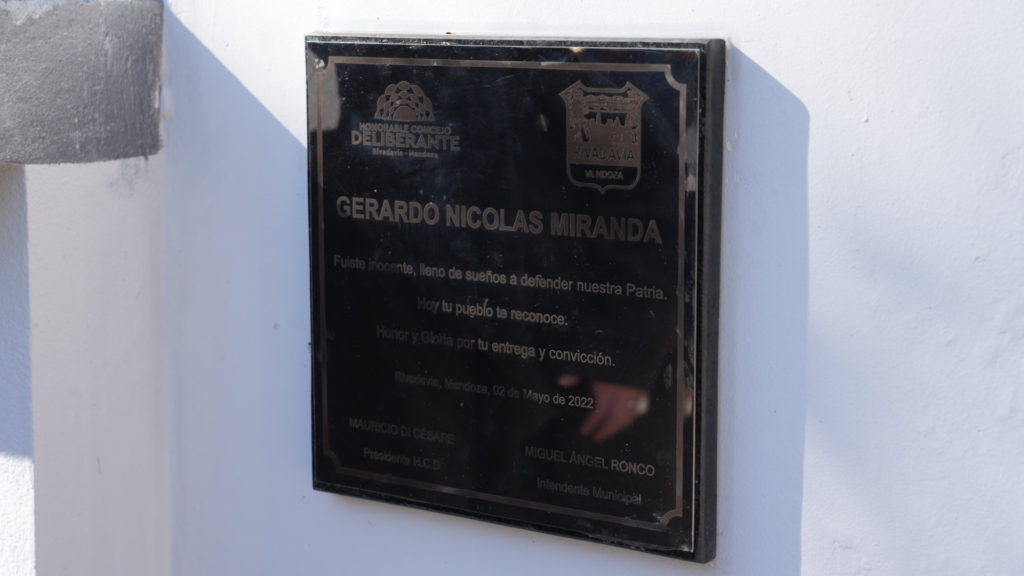 HONORABLE CONCEJO
DELIBERANTE
Rivadavia - Mendoza
RIVADAVIA
MENDOZA
GERARDO NICOLAS MIRANDA
Fuiste inocente, lleno de sueños a defender nuestra Patria.
Hoy tu pueblo te reconoce.
Honor y Gloria por tu entrega y convicción.
Rivadavia, Mendoza, 02 de Mayo de 2022
MAURICIO DI CÉSARE
Presidente H.C.D
MIGUEL ÁNGEL RONCO
Intendente Municipal